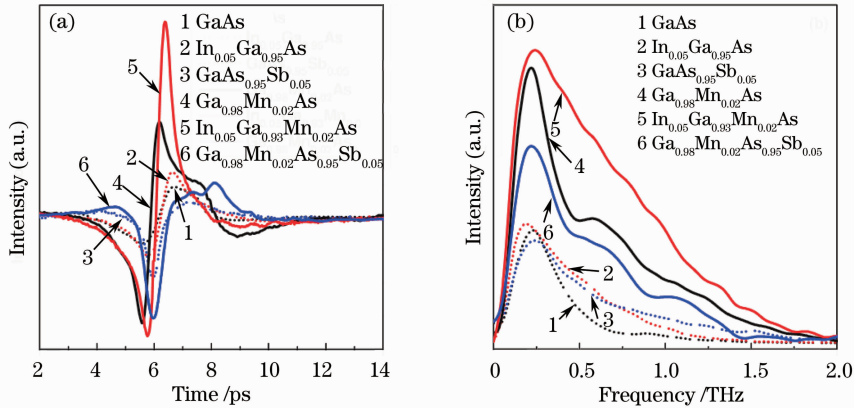 (a)
1 GaAs
2 In0.05Ga0.95As
3 GaAs0.95Sb0.05
4 Ga0.98Mn0.02As
5 In0.05Ga0.93Mn0.02As
6 Ga0.98Mn0.02As0.95Sb0.05
5
6
4
2
3
1
Intensity (a.u.)
2 4 6 8 10 12 14
Time /ps
(b)
1 GaAs
2 In0.05Ga0.95As
3 GaAs0.95Sb0.05
4 Ga0.98Mn0.02As
5 In0.05Ga0.93Mn0.02As
6 Ga0.98Mn0.02As0.95Sb0.05
5
4
6
2
1
3
Intensity (a.u.)
0 0.5 1.0 1.5 2.0
Frequency /THz